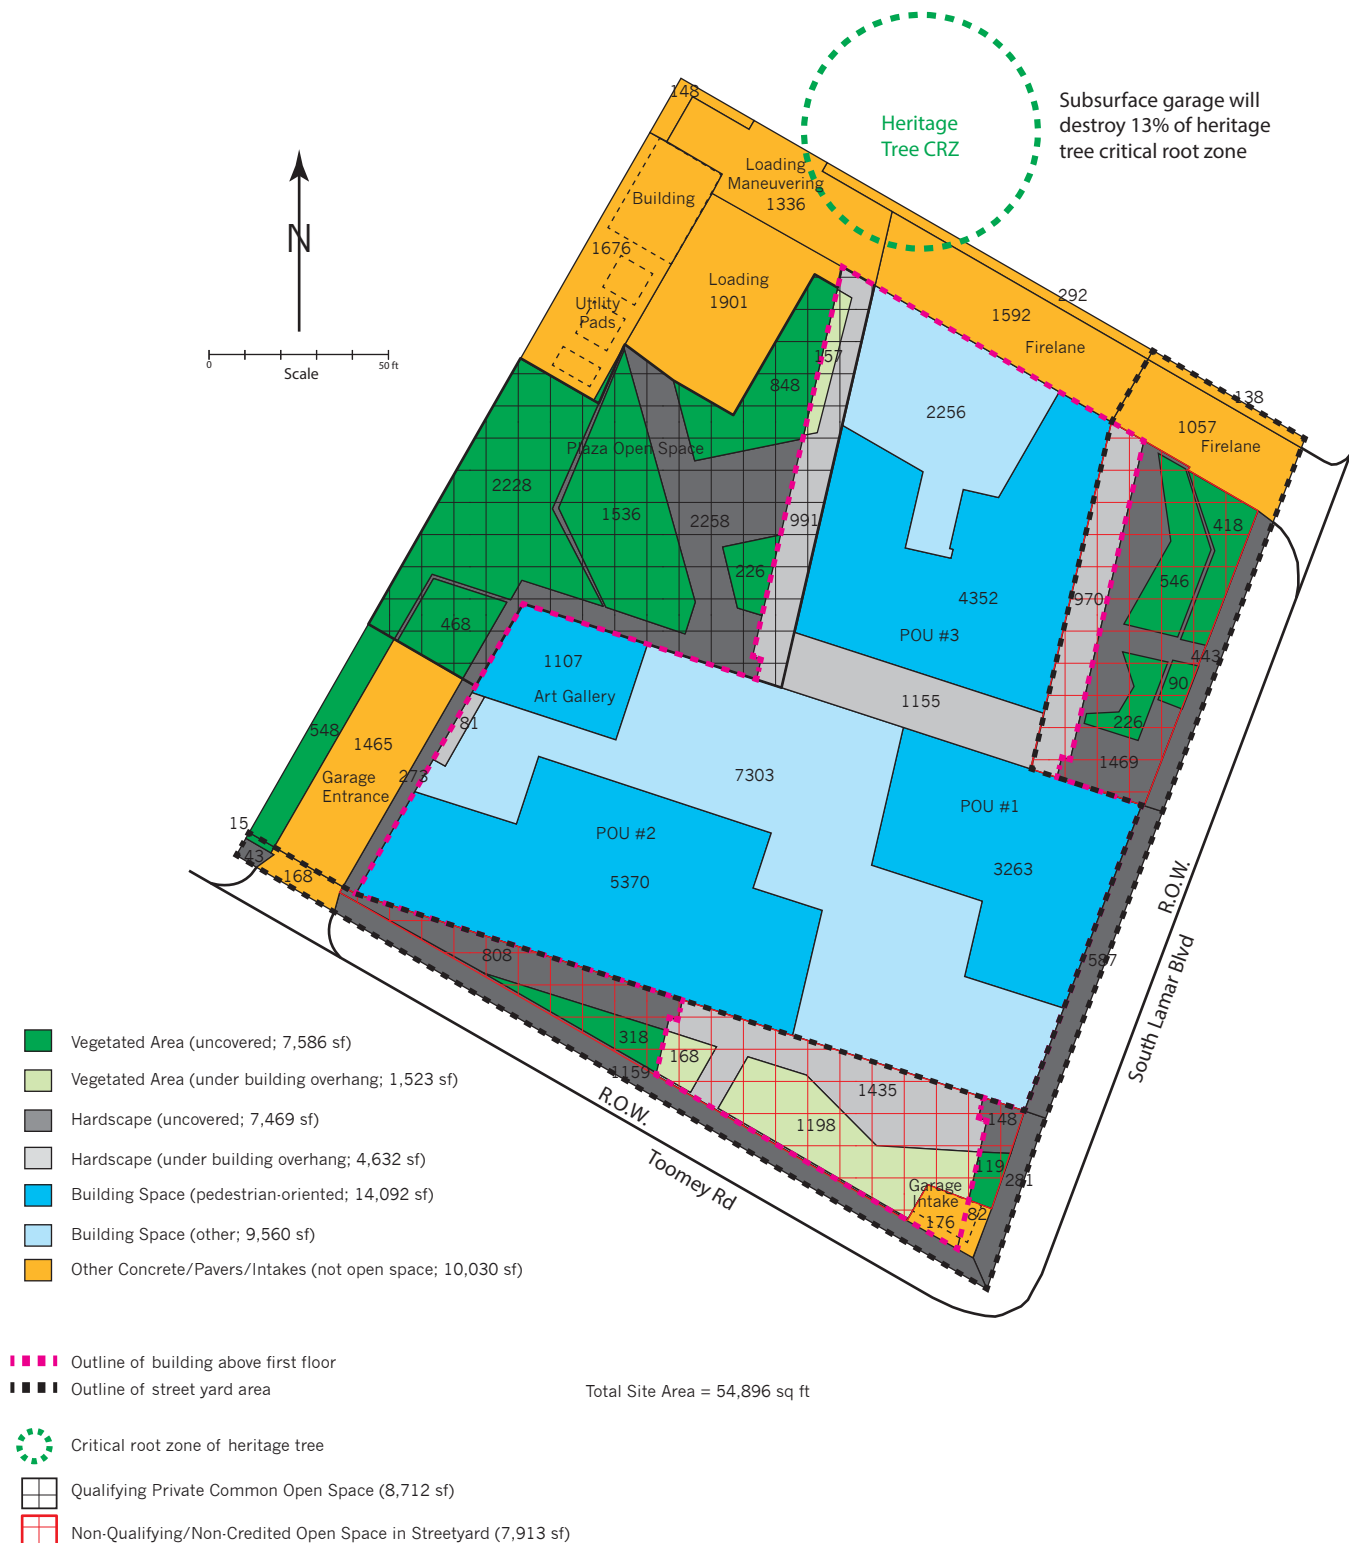 Heritage
Tree CRZ
Subsurface garage will
destroy 13% of heritage
tree critical root zone
148
Loading
Maneuvering
1336
Building
1676
Loading
1901
Utility
Pads
N
0
50 ft
Scale
292
1592
Firelane
138
1057
Firelane
157
848
2256
Plaza Open Space
2228
1536
2258
991
226
418
546
970
4352
POU #3
468
443
90
226
1107
Art Gallery
1155
1469
81
548
1465
273
Garage
Entrance
7303
POU #1
3263
POU #2
5370
15
43
168
587
R.O.W.
South Lamar Blvd
808
318
168
1159
1435
1198
148
119
281
Garage
Intake
176
82
R.O.W.
Toomey Rd
Vegetated Area (uncovered; 7,586 sf)
Vegetated Area (under building overhang; 1,523 sf)
Hardscape (uncovered; 7,469 sf)
Hardscape (under building overhang; 4,632 sf)
Building Space (pedestrian-oriented; 14,092 sf)
Building Space (other; 9,560 sf)
Other Concrete/Pavers/Intakes (not open space; 10,030 sf)
Outline of building above first floor
Outline of street yard area
Total Site Area = 54,896 sq ft
Critical root zone of heritage tree
Qualifying Private Common Open Space (8,712 sf)
Non-Qualifying/Non-Credited Open Space in Streetyard (7,913 sf)